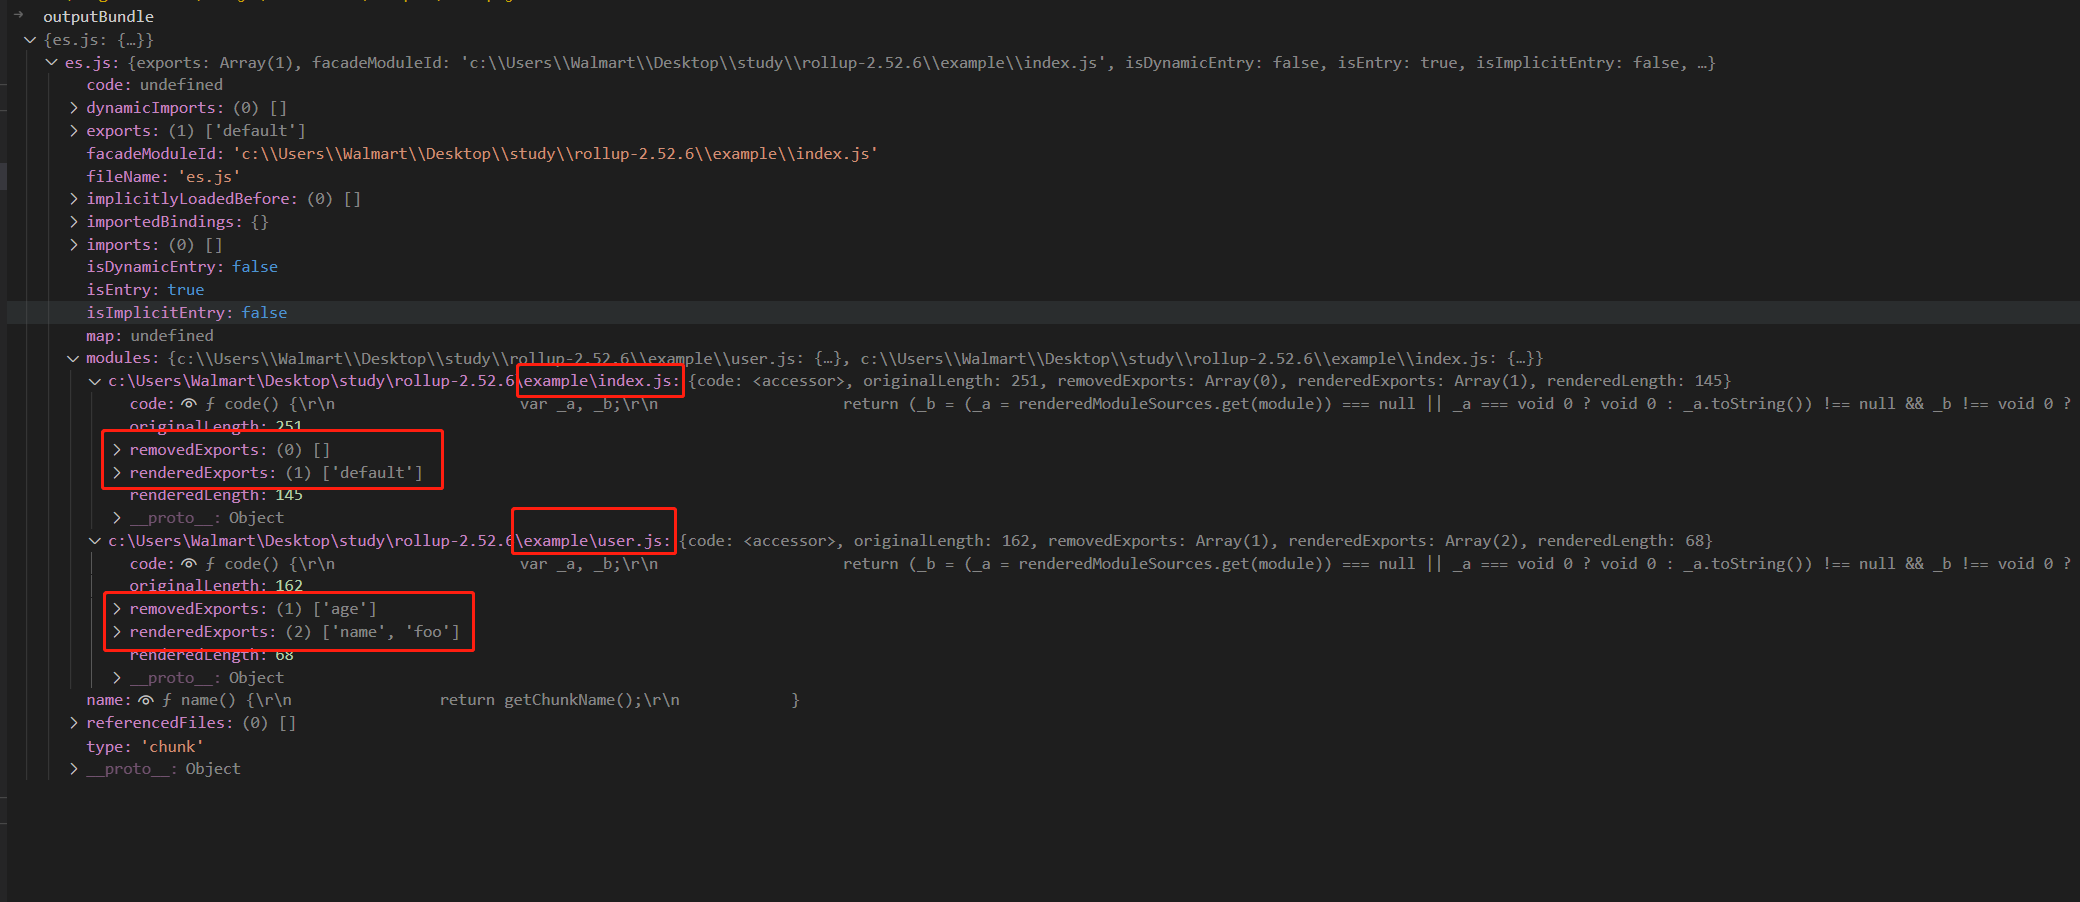 outputBundle
{es.js: {…}}
es.js: {exports: Array(1), facadeModuleId: 'c:\\Users\\Walmart\\Desktop\\study\\rollup-2.52.6\\example\\index.js', isDynamicEntry: false, isEntry: true, isImplicitEntry: false, …}
code: undefined
dynamicImports: (0) []
exports: (1) ['default']
facadeModuleId: 'c:\\Users\\Walmart\\Desktop\\study\\rollup-2.52.6\\example\\index.js'
fileName: 'es.js'
implicitlyLoadedBefore: (0) []
importedBindings: {}
imports: (0) []
isDynamicEntry: false
isEntry: true
isImplicitEntry: false
map: undefined
modules: {c:\\Users\\Walmart\\Desktop\\study\\rollup-2.52.6\\example\\user.js: {…}, c:\\Users\\Walmart\\Desktop\\study\\rollup-2.52.6\\example\\index.js: {…}}
c:\Users\Walmart\Desktop\study\rollup-2.52.6\example\index.js: {code: <accessor>, originalLength: 251, removedExports: Array(0), renderedExports: Array(1), renderedLength: 145}
code: ƒ code() {\r\n var _a, _b;\r\n return (_b = (_a = renderedModuleSources.get(module)) === null || _a === void 0 ? void 0 : _a.toString()) !== null && _b !== void 0 ?
originalLength: 251
removedExports: (0) []
renderedExports: (1) ['default']
renderedLength: 145
__proto__: Object
c:\Users\Walmart\Desktop\study\rollup-2.52.6\example\user.js: {code: <accessor>, originalLength: 162, removedExports: Array(1), renderedExports: Array(2), renderedLength: 68}
code: ƒ code() {\r\n var _a, _b;\r\n return (_b = (_a = renderedModuleSources.get(module)) === null || _a === void 0 ? void 0 : _a.toString()) !== null && _b !== void 0 ?
originalLength: 162
removedExports: (1) ['age']
renderedExports: (2) ['name', 'foo']
renderedLength: 68
__proto__: Object
name: ƒ name() {\r\n return getChunkName();\r\n }
referencedFiles: (0) []
type: 'chunk'
__proto__: Object